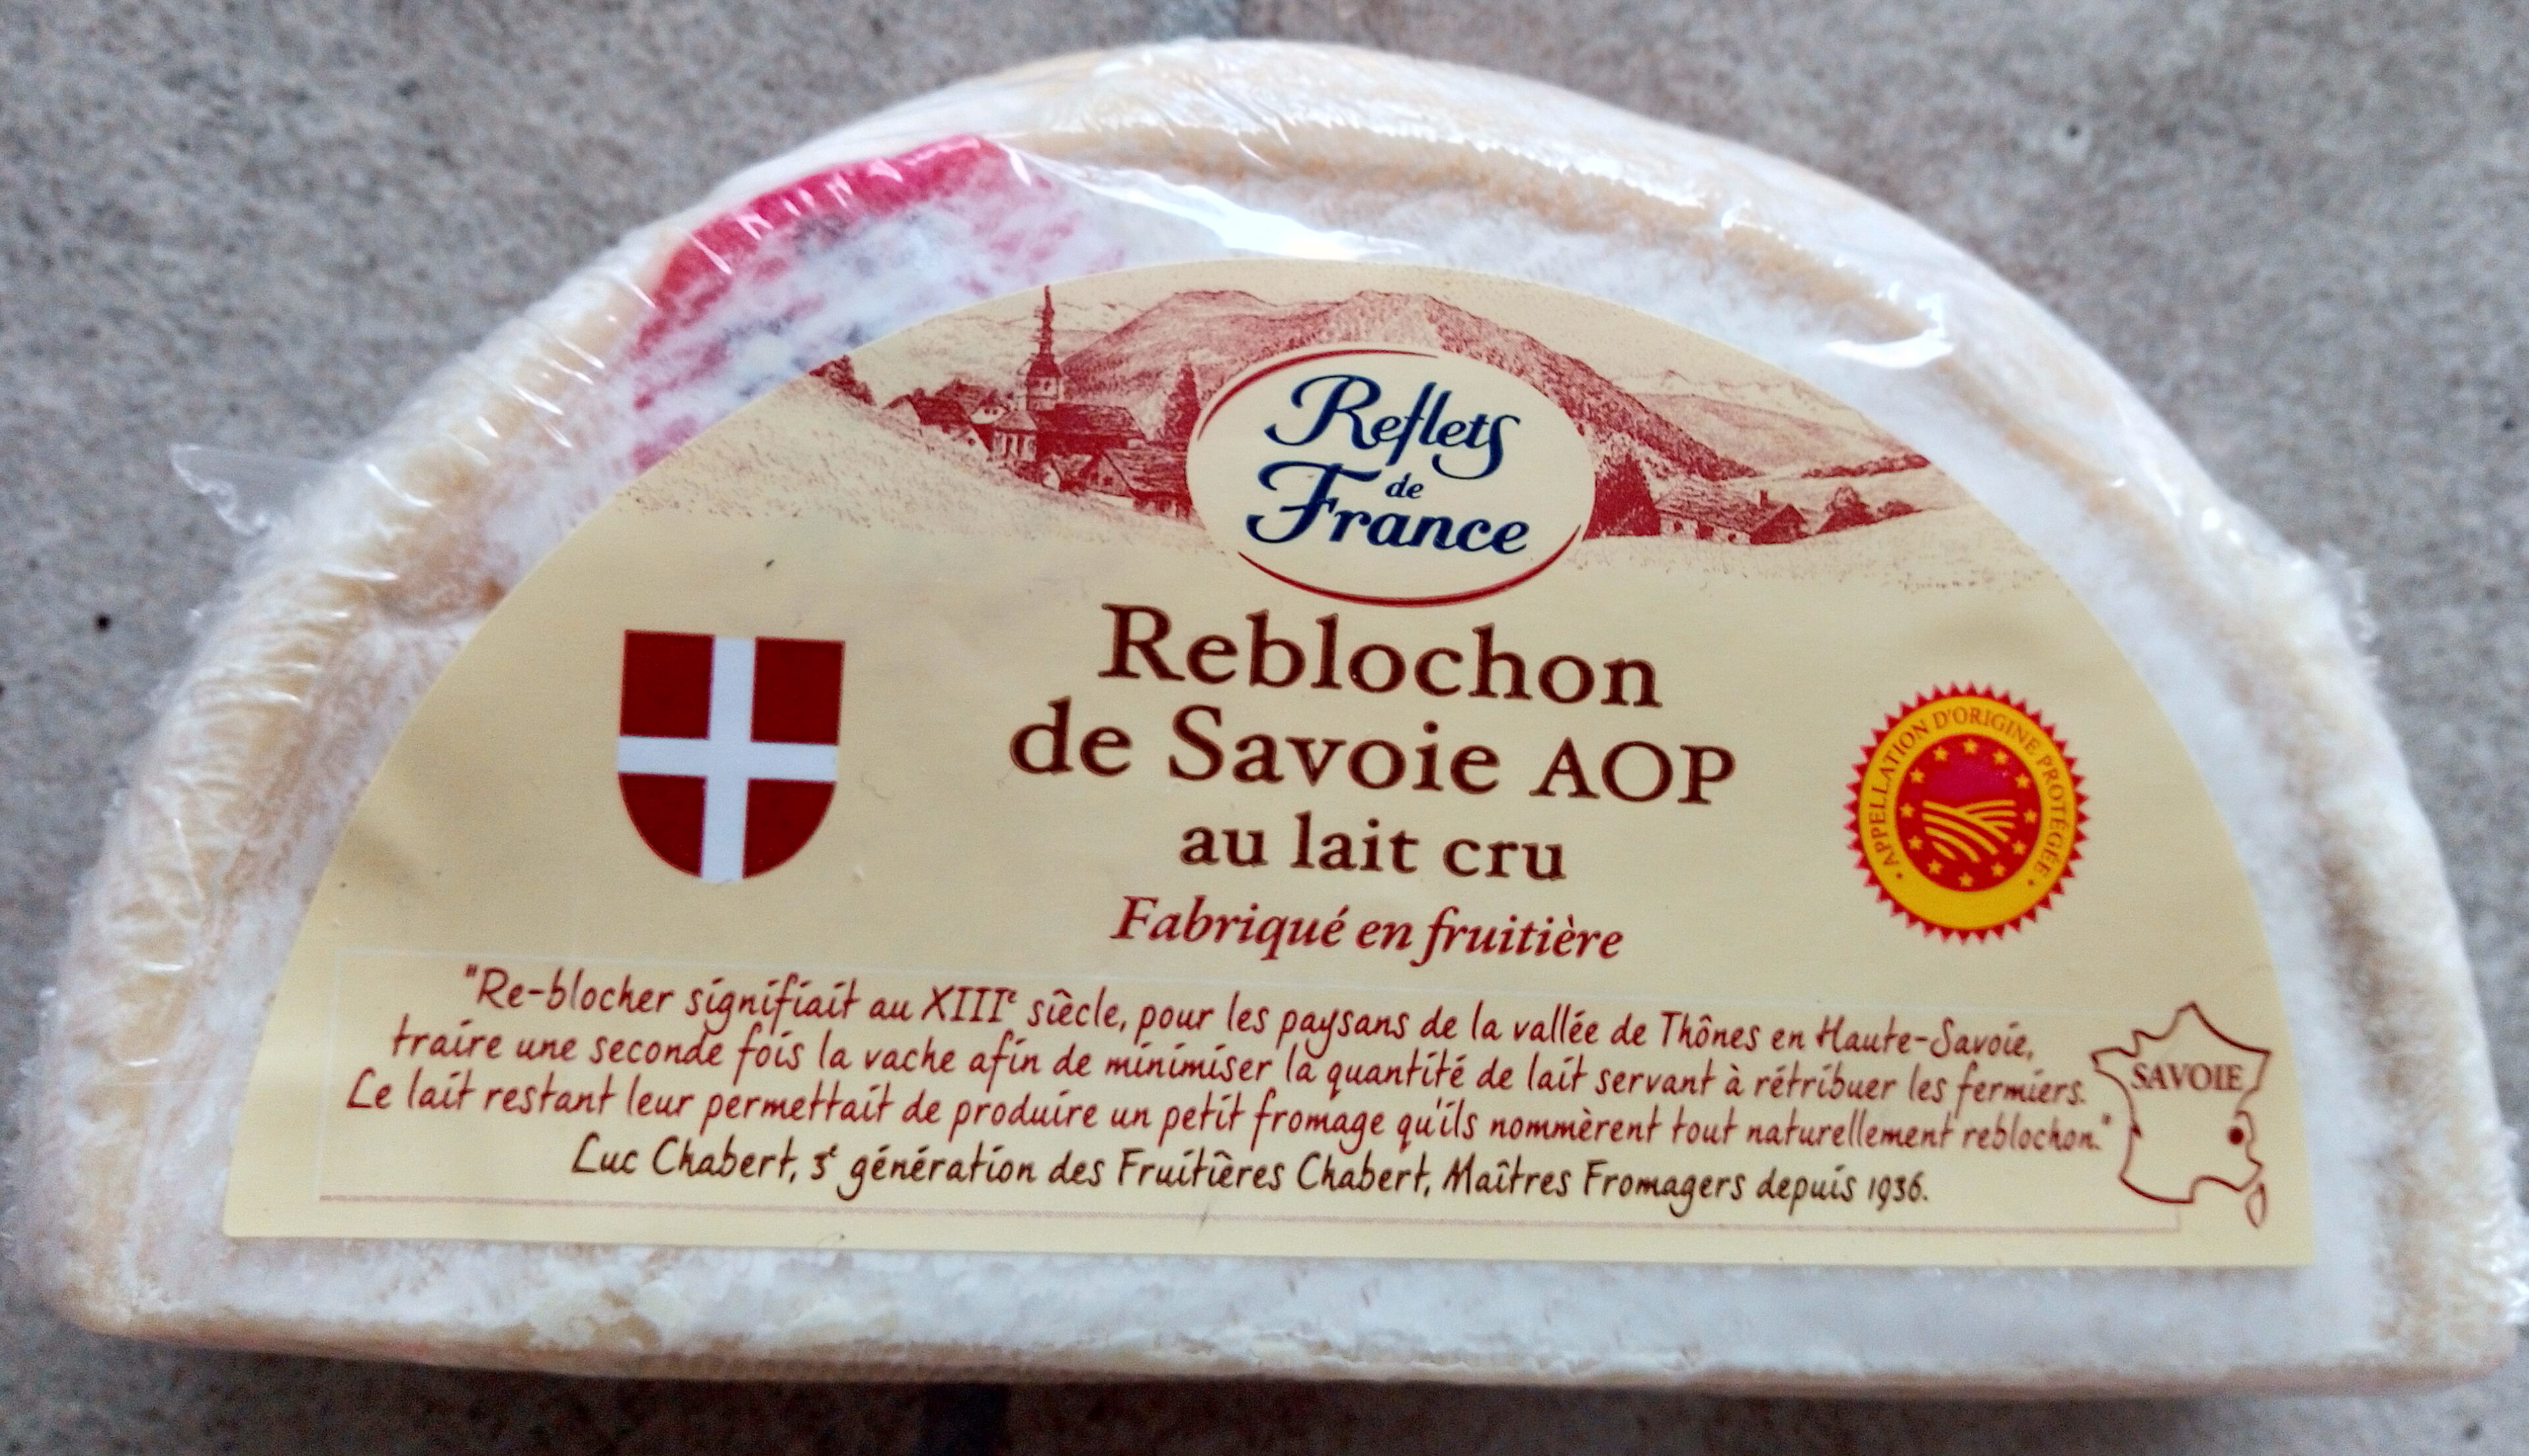 Reflets
de
France
Reblochon
de Savoie AOP
au lait cru
Fabriqué en fruitière
APPELLATION D'ORIGINE PROTÉGÉE
"Re-blocher signifiait au XIIIe siècle, pour les paysans de la vallée de Thônes en Haute-Savoie,
traire une seconde fois la vache afin de minimiser la quantité de lait servant à rétribuer les fermiers.
Le lait restant leur permettait de produire un petit fromage qu'ils nommèrent tout naturellement reblochon."
Luc Chabert, 3e génération des Fruitières Chabert, Maîtres Fromagers depuis 1936.
SAVOIE